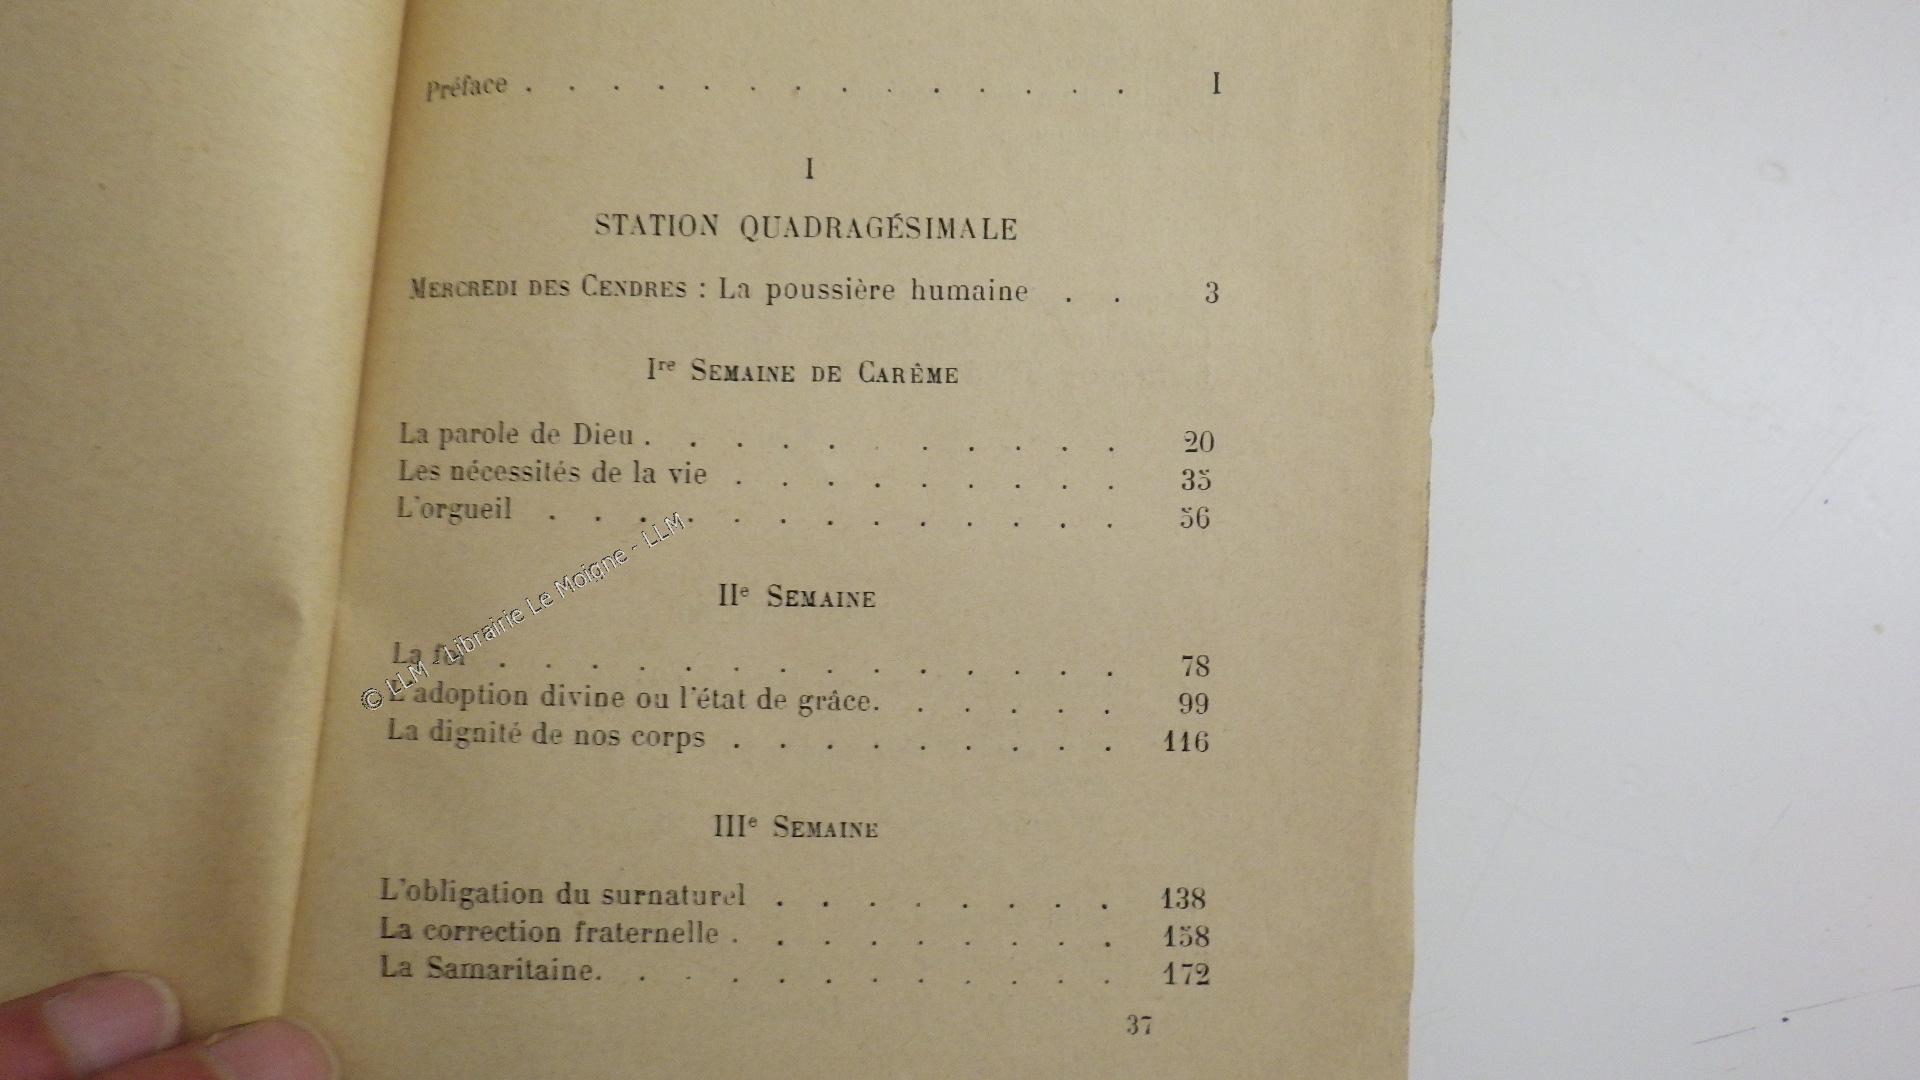 Préface . . . . . . . . . . . . . . I
I
STATION QUADRAGÉSIMALE
MERCREDI DES CENDRES : La poussière humaine . . 3
Ire SEMAINE DE CARÊME
La parole de Dieu . . . . . . . . . . . 20
Les nécessités de la vie . . . . . . . . . 35
L'orgueil . . . . . . . . . . . . . 56
IIe SEMAINE
La foi . . . . . . . . . . . . . . 78
L'adoption divine ou l'état de grâce. . . . . . 99
La dignité de nos corps . . . . . . . . . 116
IIIe SEMAINE
L'obligation du surnaturel . . . . . . . . 138
La correction fraternelle . . . . . . . . . 158
La Samaritaine. . . . . . . . . . . . 172
37
© LLM - Librairie Le Moigne - LLM